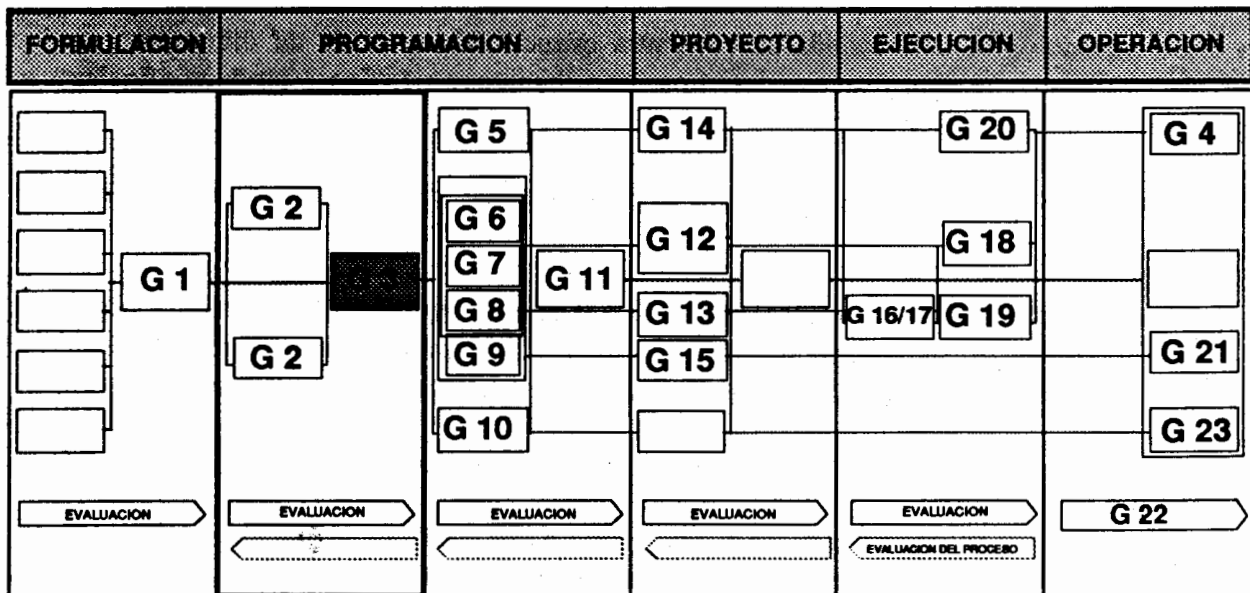 FORMULACION PROGRAMACION PROYECTO EJECUCION OPERACION
G 5 G 14 G 20 G 4
G 2 G 6 G 12 G 18
G 1 G 7 G 11
G 8 G 13 G 16/17 G 19
G 2 G 9 G 15 G 21
G 10 G 23
EVALUACION EVALUACION EVALUACION EVALUACION EVALUACION G 22
EVALUACION DEL PROCESO